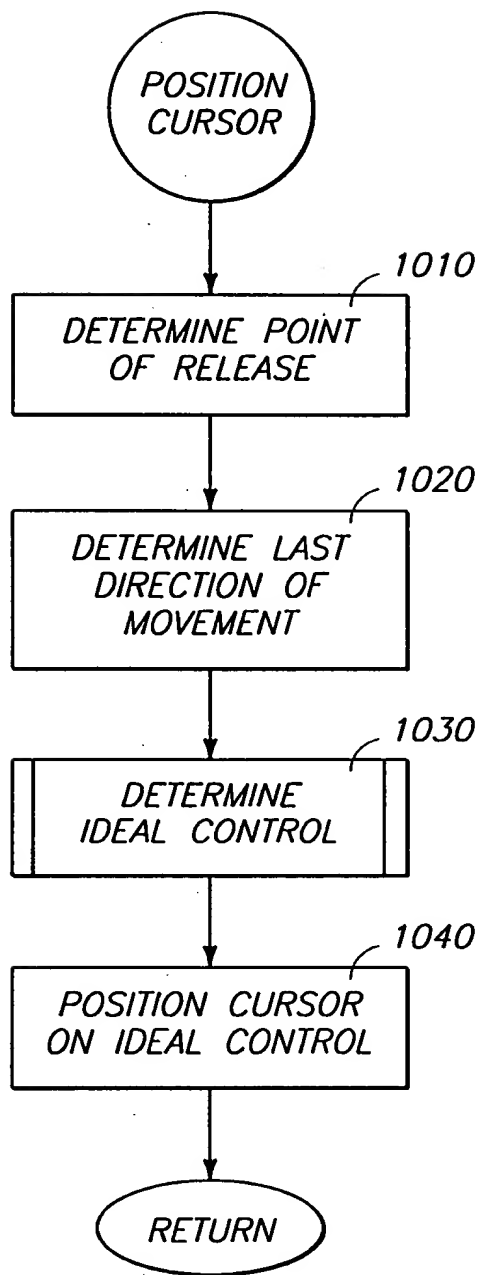 POSITION
CURSOR
1010
DETERMINE POINT
OF RELEASE
1020
DETERMINE LAST
DIRECTION OF
MOVEMENT
1030
DETERMINE
IDEAL CONTROL
1040
POSITION CURSOR
ON IDEAL CONTROL
RETURN